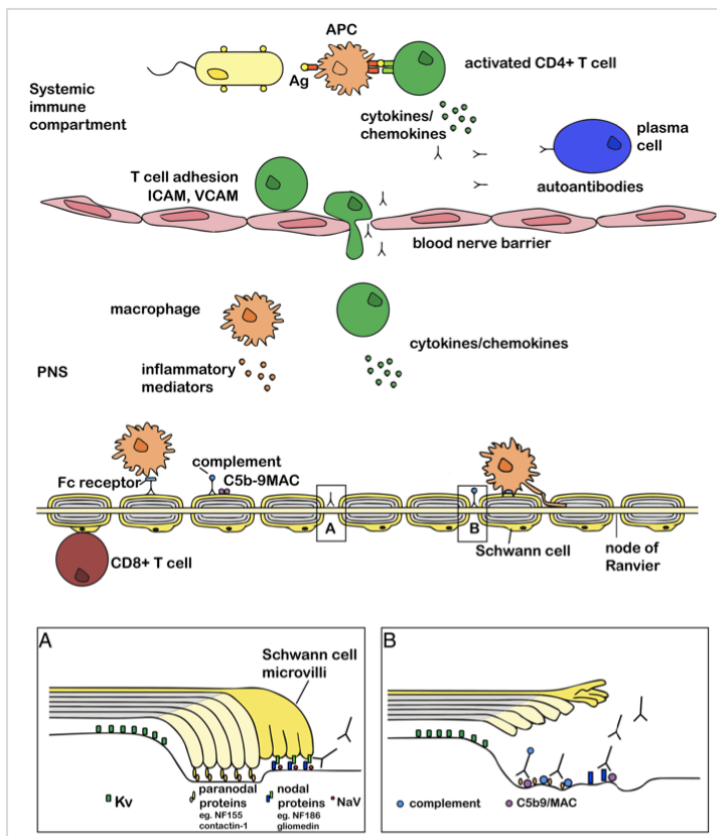 APC
Ag
activated CD4+ T cell
Systemic
immune
compartment
cytokines/
chemokines
plasma
cell
autoantibodies
T cell adhesion
ICAM, VCAM
blood nerve barrier
macrophage
cytokines/chemokines
PNS
inflammatory
mediators
complement
Fc receptor
C5b-9MAC
A
B
Schwann cell
node of
Ranvier
CD8+ T cell
A
Schwann cell
microvilli
Kv
paranodal
proteins
eg. NF155
contactin-1
nodal
proteins
eg. NF186
gliomedin
NaV
B
complement
C5b9/MAC